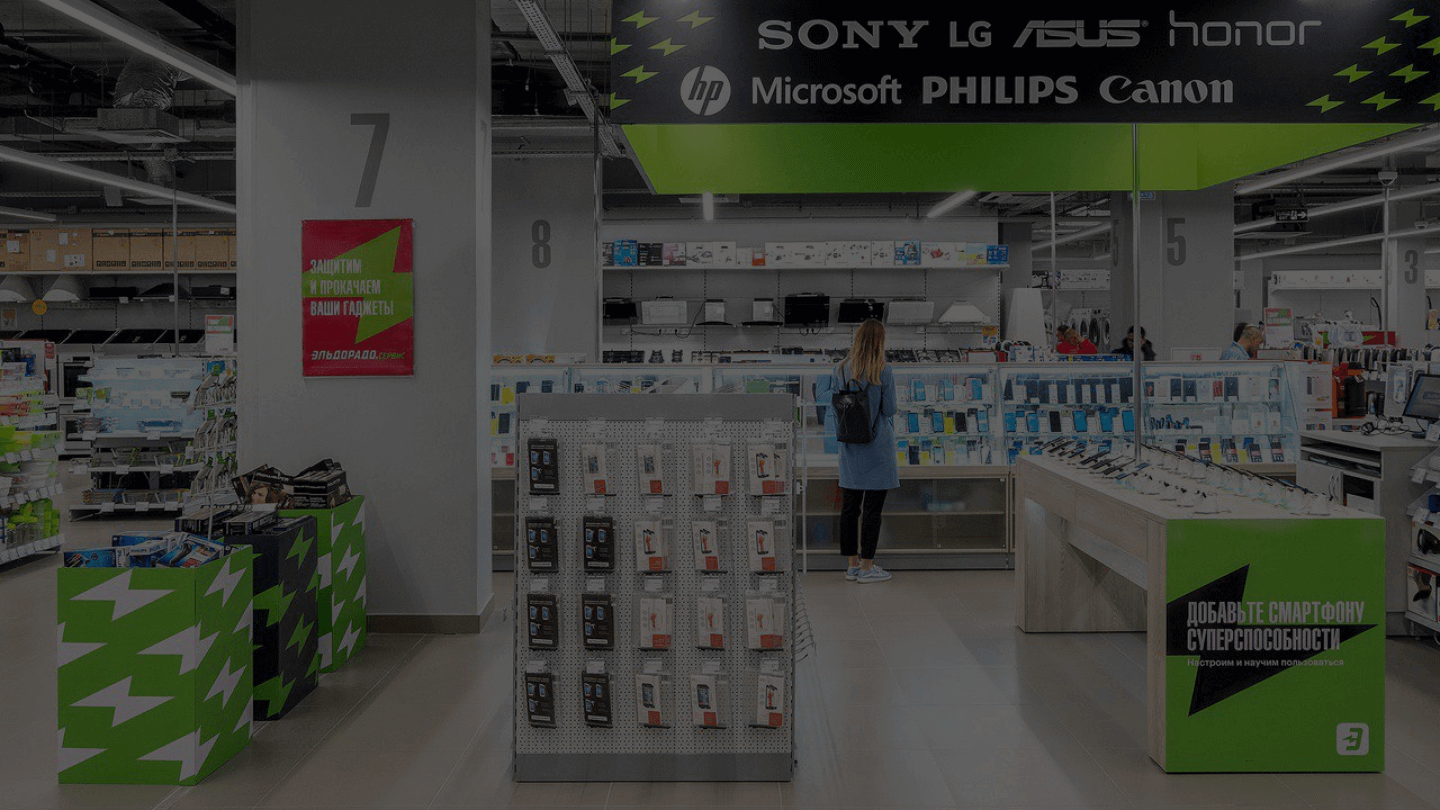 SONY LG ASUS honor
hp Microsoft PHILIPS Canon
7
8
5
3
ЗАЩИТИМ
И ПРОКАЧАЕМ
ВАШИ ГАДЖЕТЫ
ЭЛЬДОРАДО.СЕРВИС
ДОБАВЬТЕ СМАРТФОНУ
СУПЕРСПОСОБНОСТИ
Настроим и научим пользоваться
Э